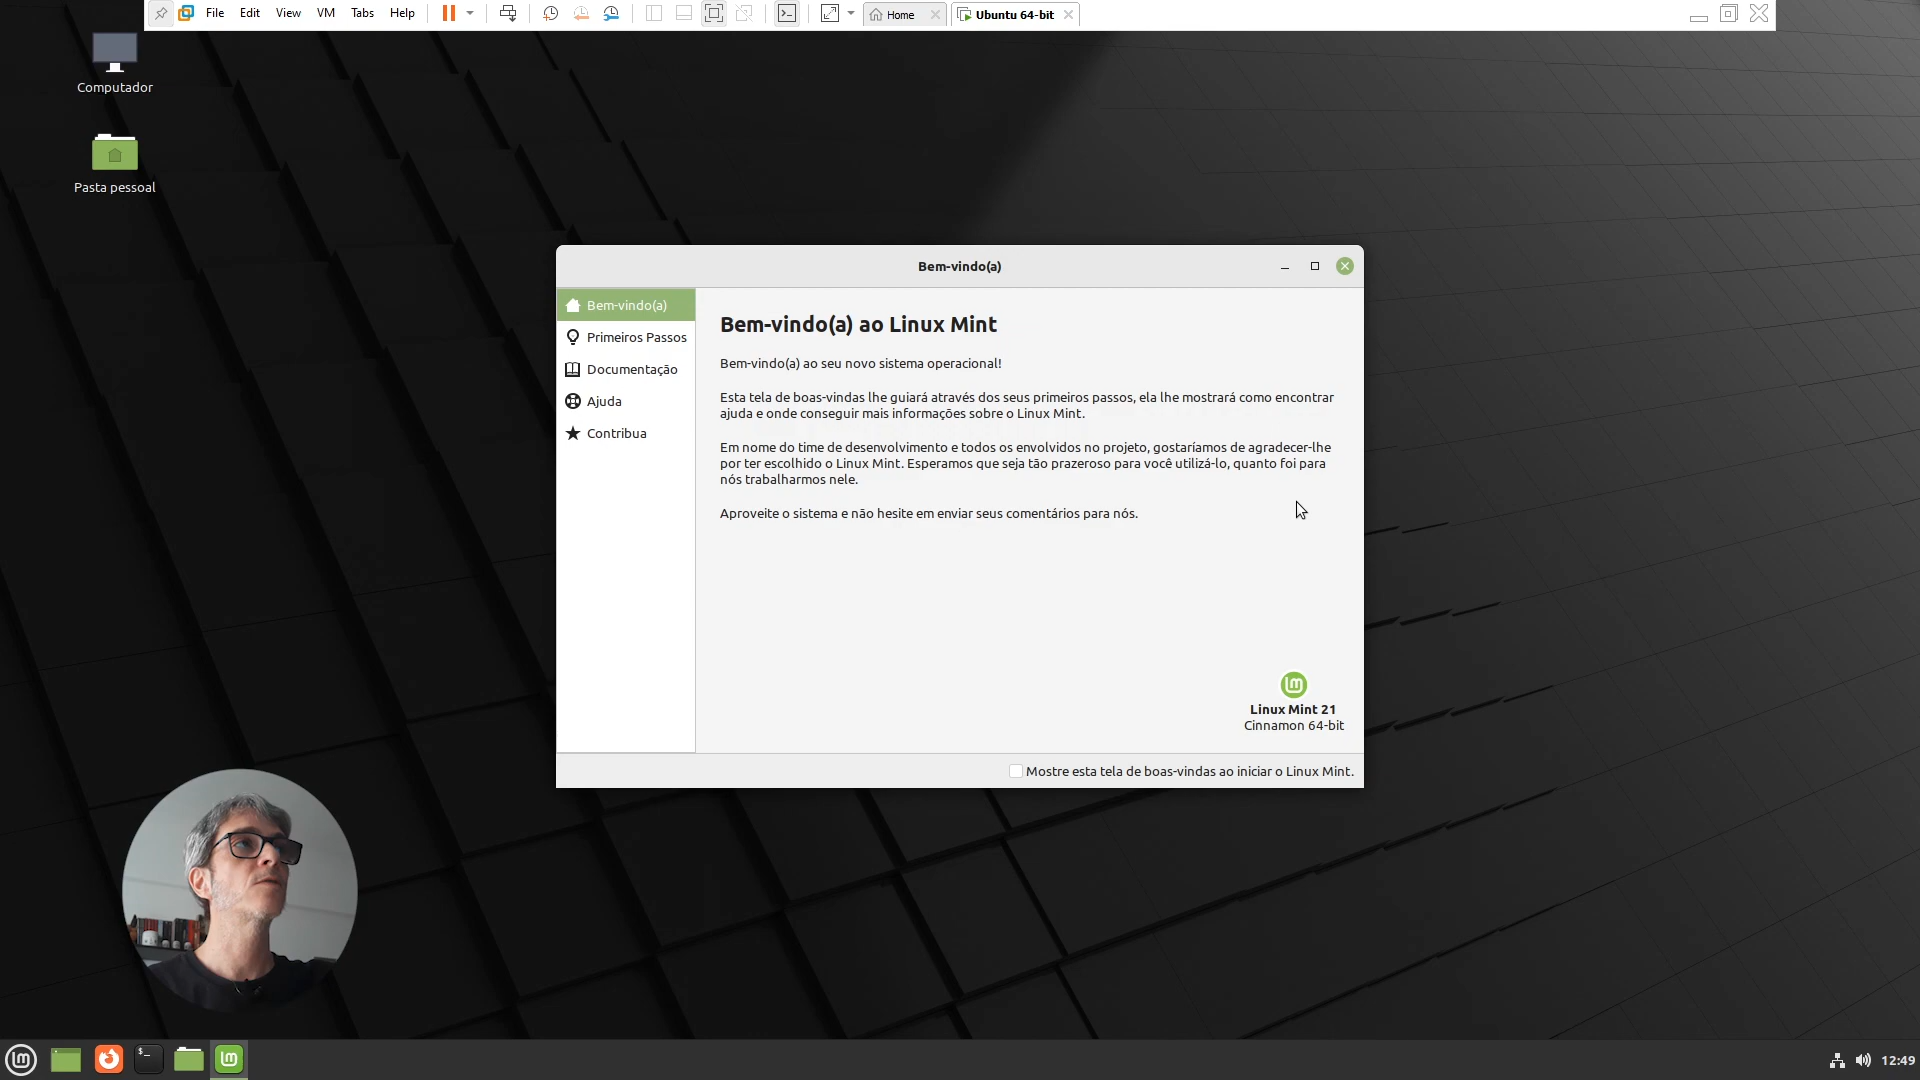 File Edit View VM Tabs Help Home Ubuntu 64-bit
Computador
Pasta pessoal
Bem-vindo(a)
Bem-vindo(a)
Primeiros Passos
Documentação
Ajuda
Contribua
Bem-vindo(a) ao Linux Mint
Bem-vindo(a) ao seu novo sistema operacional!
Esta tela de boas-vindas lhe guiará através dos seus primeiros passos, ela lhe mostrará como encontrar
ajuda e onde conseguir mais informações sobre o Linux Mint.
Em nome do time de desenvolvimento e todos os envolvidos no projeto, gostaríamos de agradecer-lhe
por ter escolhido o Linux Mint. Esperamos que seja tão prazeroso para você utilizá-lo, quanto foi para
nós trabalharmos nele.
Aproveite o sistema e não hesite em enviar seus comentários para nós.
Linux Mint 21
Cinnamon 64-bit
Mostre esta tela de boas-vindas ao iniciar o Linux Mint.
12:49